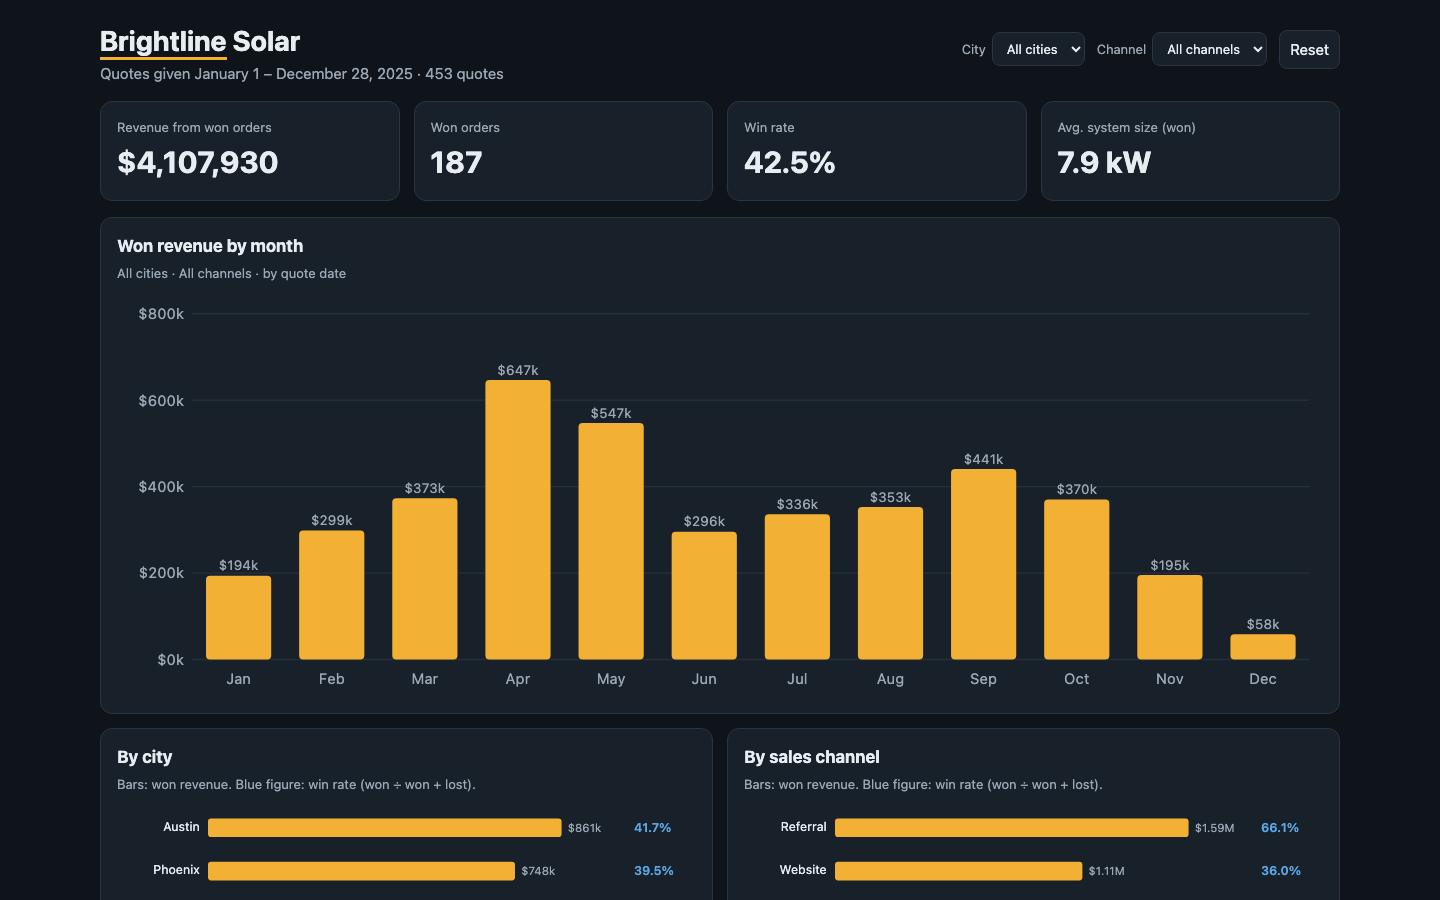 Brightline Solar
Quotes given January 1 – December 28, 2025 · 453 quotes
City All cities Channel All channels Reset
Revenue from won orders
$4,107,930
Won orders
187
Win rate
42.5%
Avg. system size (won)
7.9 kW
Won revenue by month
All cities · All channels · by quote date
$800k
$600k
$400k
$200k
$0k
$194k
$299k
$373k
$647k
$547k
$296k
$336k
$353k
$441k
$370k
$195k
$58k
Jan Feb Mar Apr May Jun Jul Aug Sep Oct Nov Dec
By city
Bars: won revenue. Blue figure: win rate (won ÷ won + lost).
Austin $861k 41.7%
Phoenix $748k 39.5%
By sales channel
Bars: won revenue. Blue figure: win rate (won ÷ won + lost).
Referral $1.59M 66.1%
Website $1.11M 36.0%